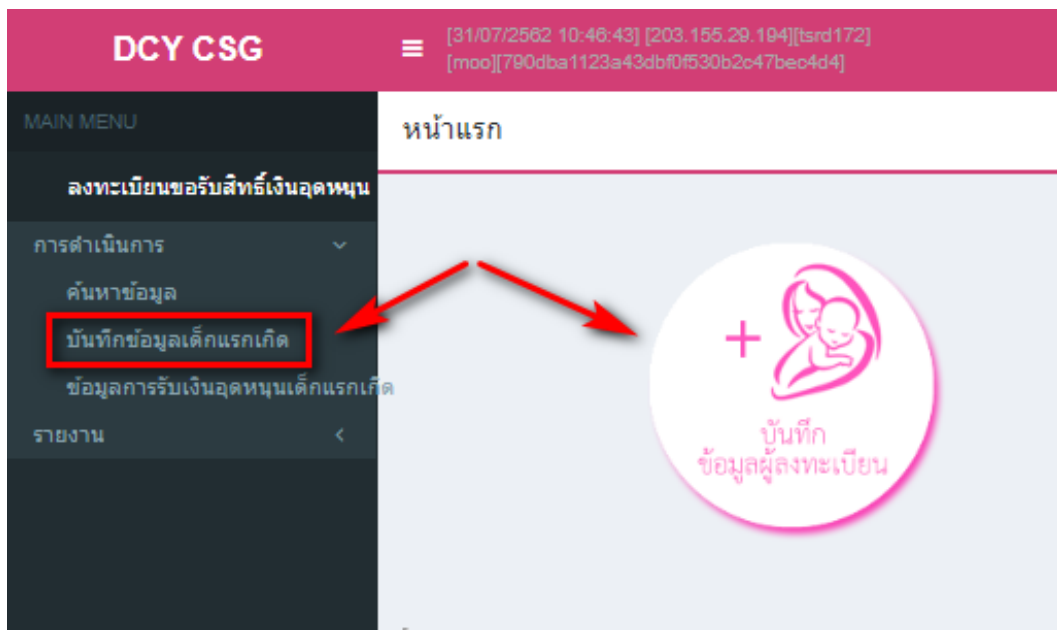 DCY CSG
[31/07/2562 10:46:43] [203.155.29.194][tsrd172]
[moo][790dba1123a43dbf0f530b2c47bec4d4]
MAIN MENU
หน้าแรก
ลงทะเบียนขอรับสิทธิ์เงินอุดหนุน
การดำเนินการ
ค้นหาข้อมูล
บันทึกข้อมูลเด็กแรกเกิด
ข้อมูลการรับเงินอุดหนุนเด็กแรกเกิด
รายงาน
บันทึก
ข้อมูลผู้ลงทะเบียน